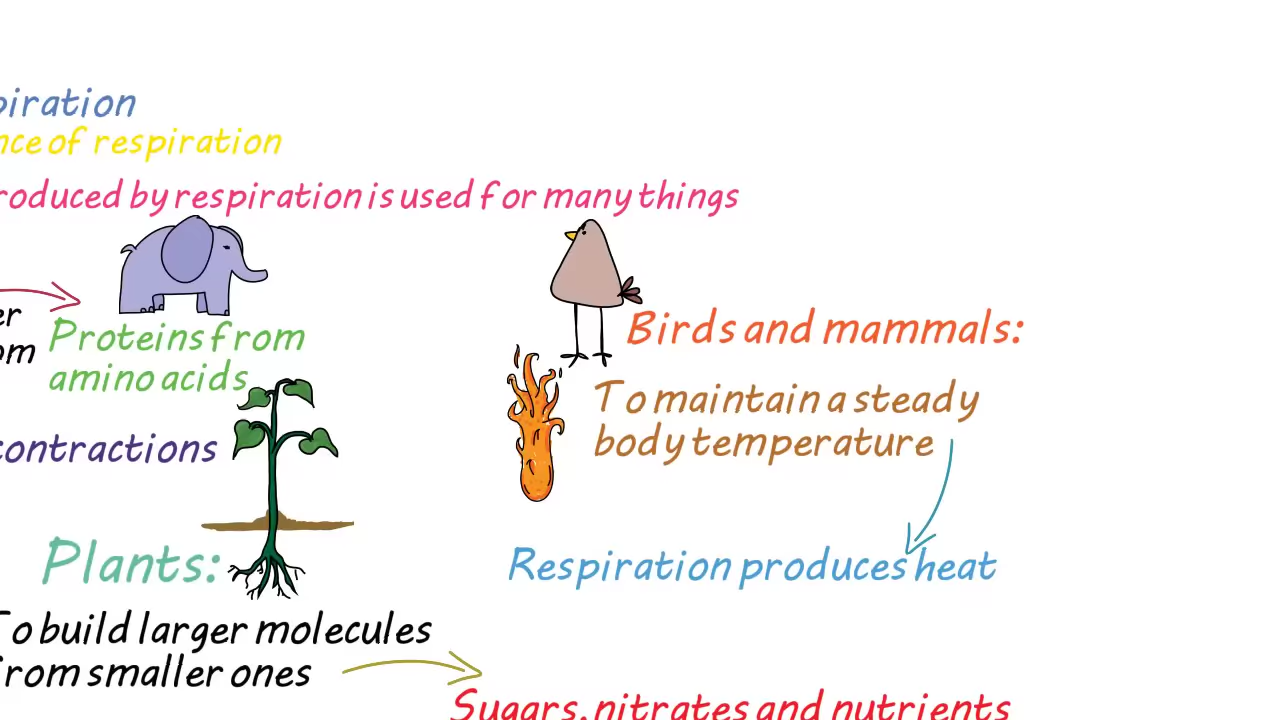 piration
nce of respiration
roduced by respiration is used for many things
er
om
Proteins from
amino acids
contractions
Birds and mammals:
To maintain a steady
body temperature
Respiration produces heat
Plants:
To build larger molecules
from smaller ones
Sugars, nitrates and nutrients